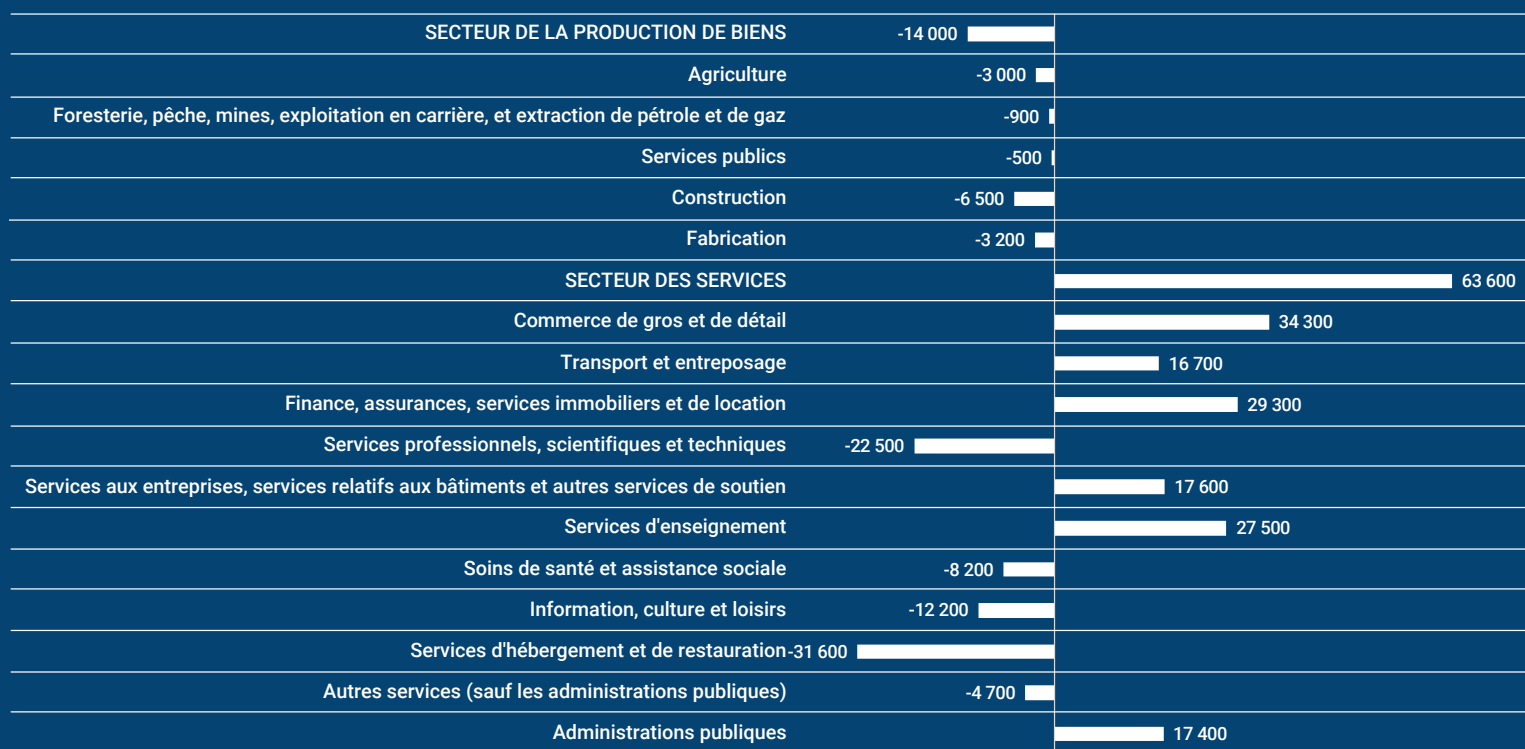 SECTEUR DE LA PRODUCTION DE BIENS -14 000
Agriculture -3 000
Foresterie, pêche, mines, exploitation en carrière, et extraction de pétrole et de gaz -900
Services publics -500
Construction -6 500
Fabrication -3 200
SECTEUR DES SERVICES 63 600
Commerce de gros et de détail 34 300
Transport et entreposage 16 700
Finance, assurances, services immobiliers et de location 29 300
Services professionnels, scientifiques et techniques -22 500
Services aux entreprises, services relatifs aux bâtiments et autres services de soutien 17 600
Services d'enseignement 27 500
Soins de santé et assistance sociale -8 200
Information, culture et loisirs -12 200
Services d'hébergement et de restauration -31 600
Autres services (sauf les administrations publiques) -4 700
Administrations publiques 17 400